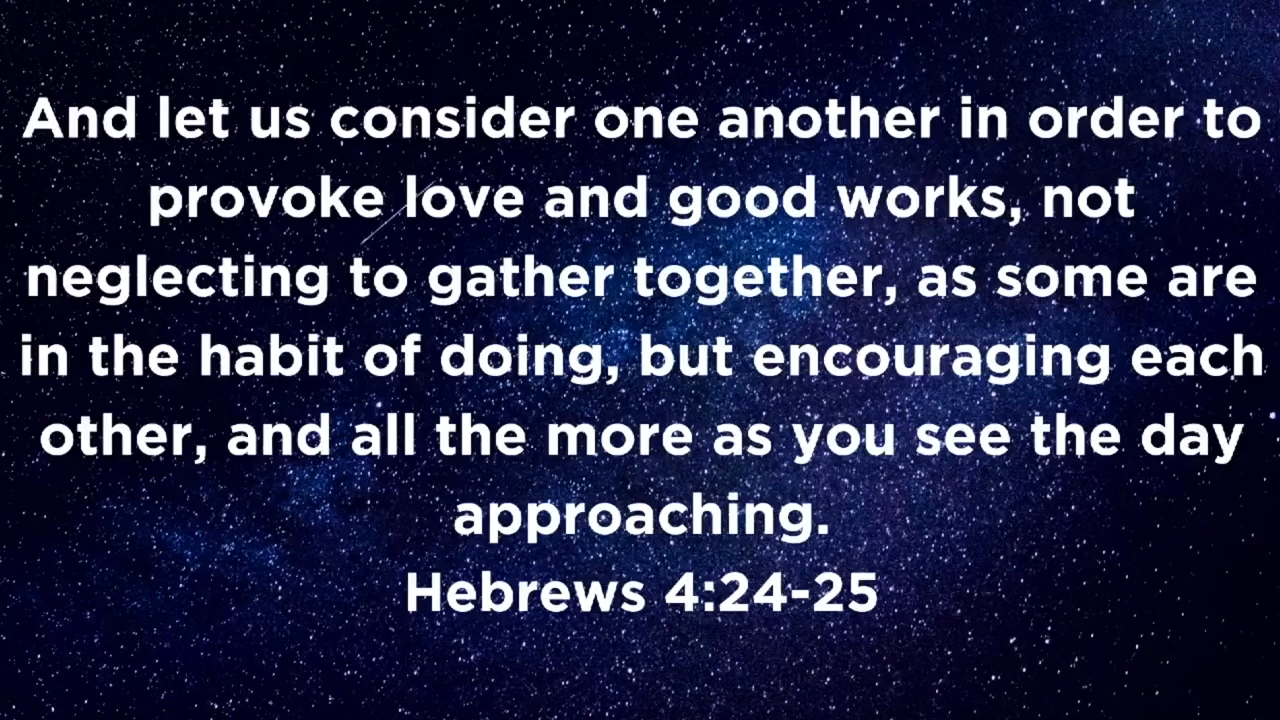 And let us consider one another in order to
provoke love and good works, not
neglecting to gather together, as some are
in the habit of doing, but encouraging each
other, and all the more as you see the day
approaching.
Hebrews 4:24-25